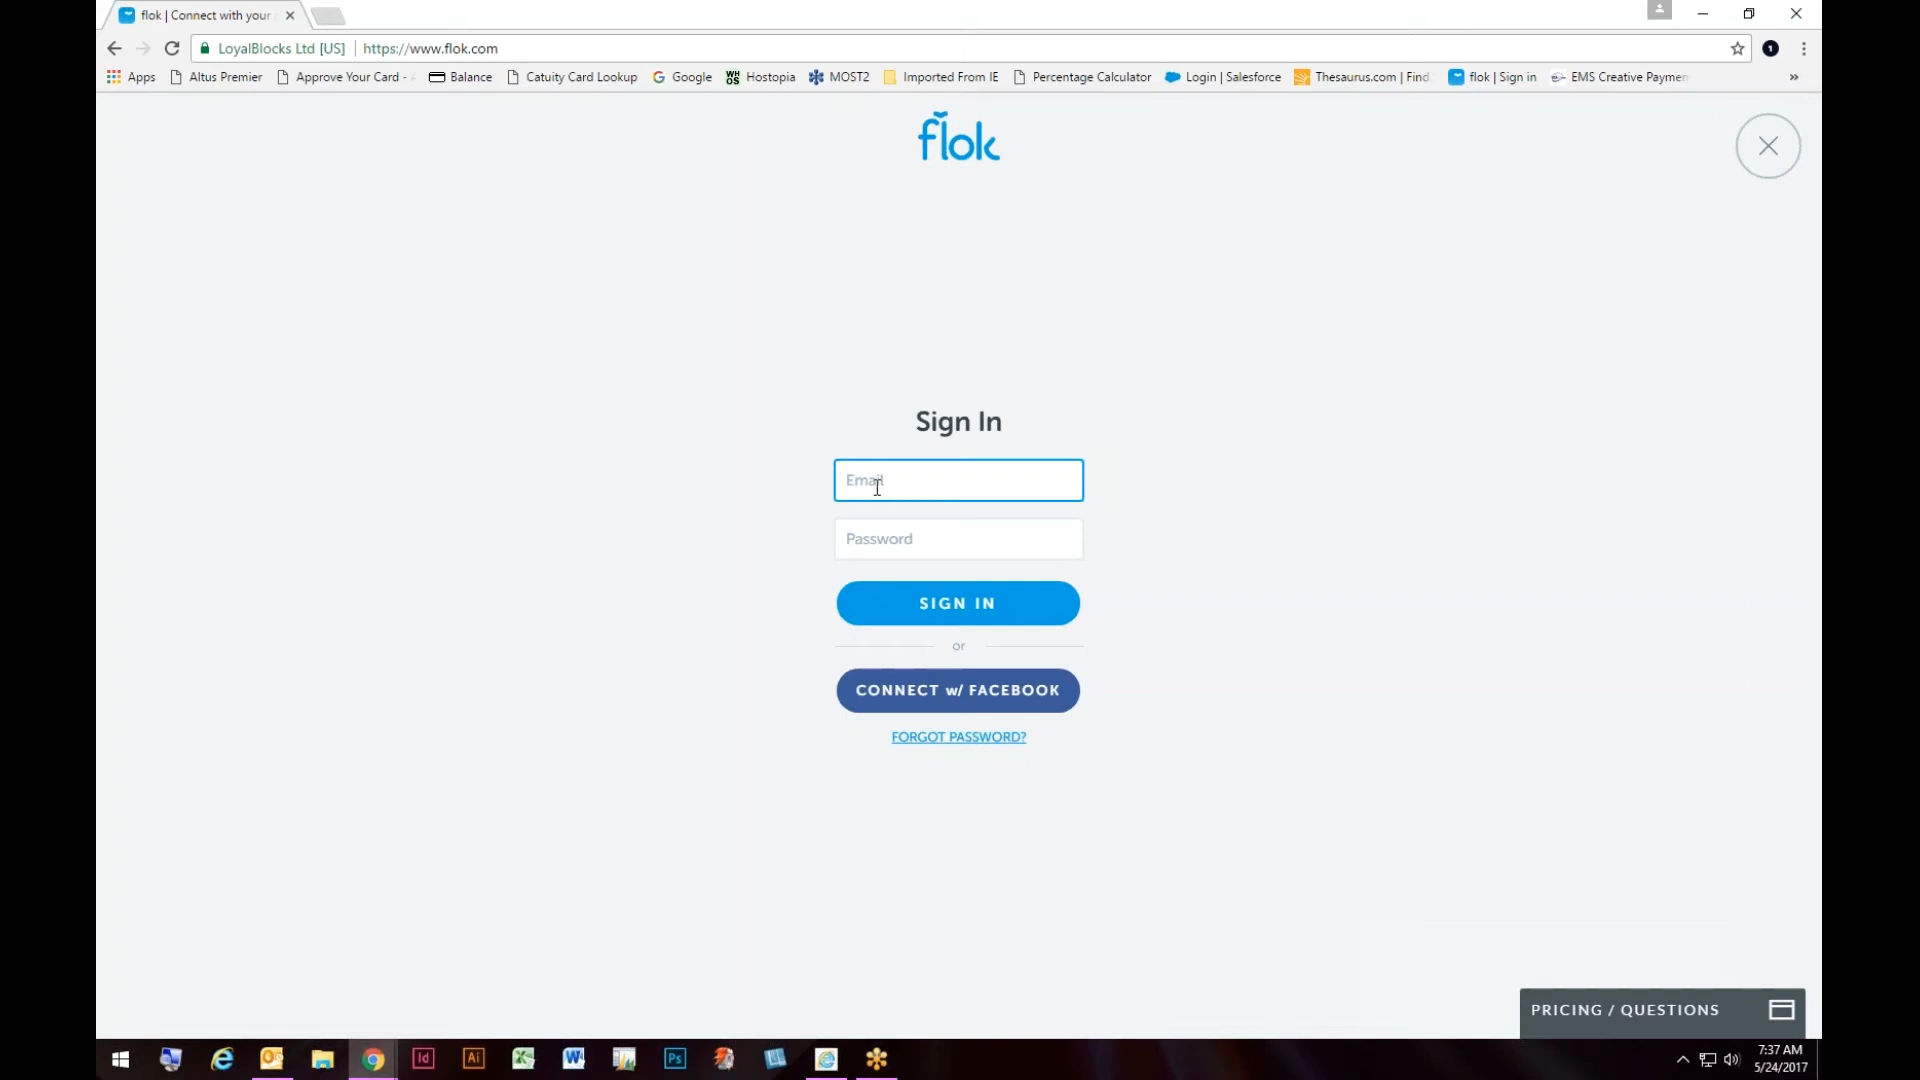 flok | Connect with your
LoyalBlocks Ltd [US] https://www.flok.com
Apps Altus Premier Approve Your Card - Balance Catuity Card Lookup Google Hostopia MOST2 Imported From IE Percentage Calculator Login | Salesforce Thesaurus.com | Find flok | Sign in EMS Creative Paymen »
flok
Sign In
Email
Password
SIGN IN
or
CONNECT w/ FACEBOOK
FORGOT PASSWORD?
PRICING / QUESTIONS
7:37 AM
5/24/2017